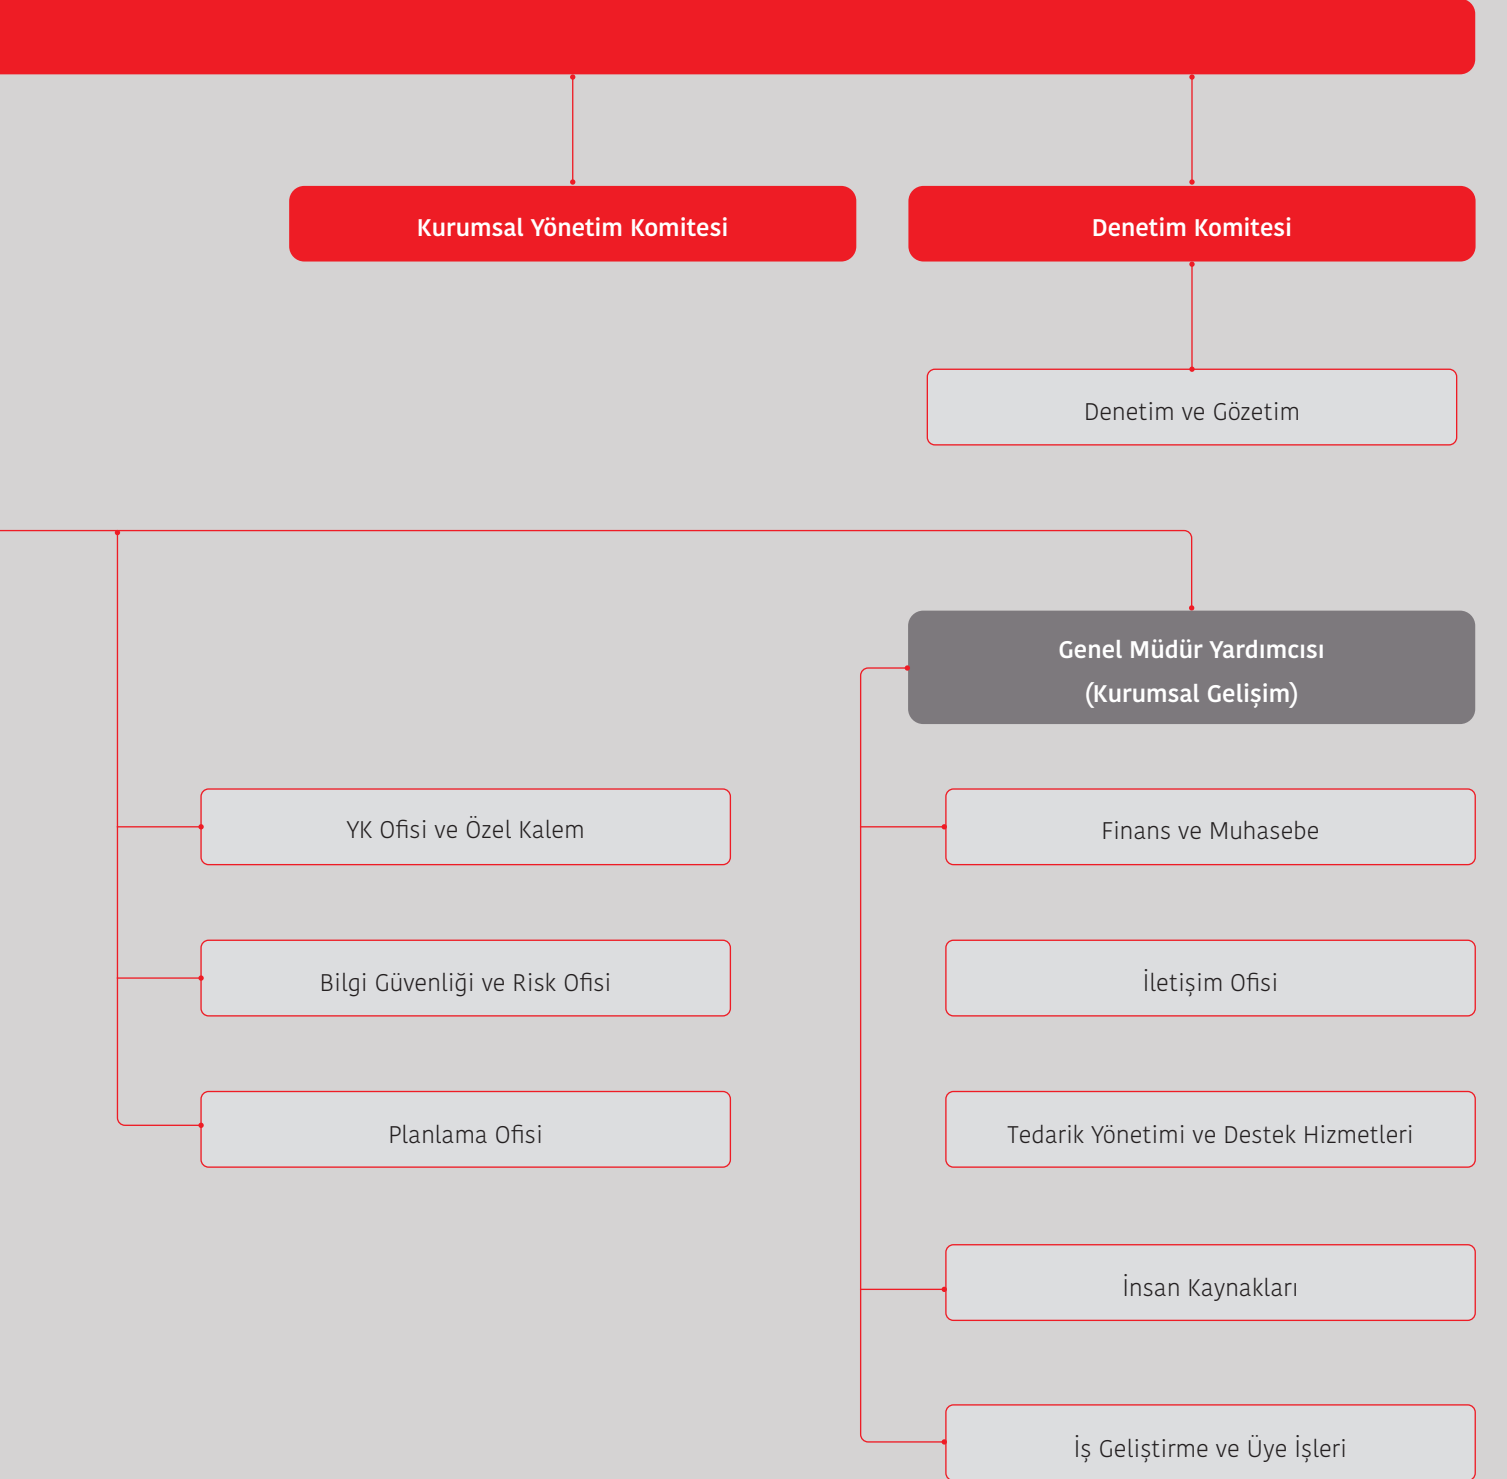 Kurumsal Yönetim Komitesi
Denetim Komitesi
Denetim ve Gözetim
Genel Müdür Yardımcısı
(Kurumsal Gelişim)
YK Ofisi ve Özel Kalem
Finans ve Muhasebe
Bilgi Güvenliği ve Risk Ofisi
İletişim Ofisi
Planlama Ofisi
Tedarik Yönetimi ve Destek Hizmetleri
İnsan Kaynakları
İş Geliştirme ve Üye İşleri